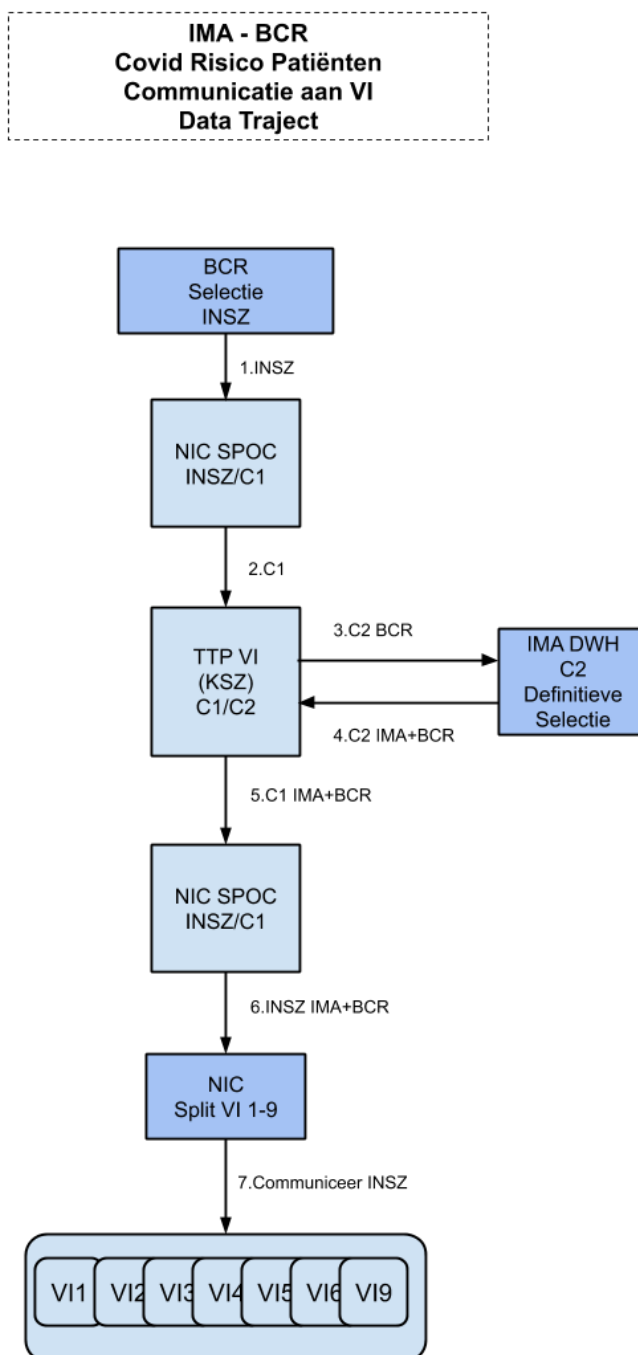 IMA - BCR
Covid Risico Patiënten
Communicatie aan VI
Data Traject
BCR
Selectie
INSZ
1.INSZ
NIC SPOC
INSZ/C1
2.C1
TTP VI
(KSZ)
C1/C2
3.C2 BCR
IMA DWH
C2
Definitieve
Selectie
4.C2 IMA+BCR
5.C1 IMA+BCR
NIC SPOC
INSZ/C1
6.INSZ IMA+BCR
NIC
Split VI 1-9
7.Communiceer INSZ
VI1 VI2 VI3 VI4 VI5 VI6 VI9